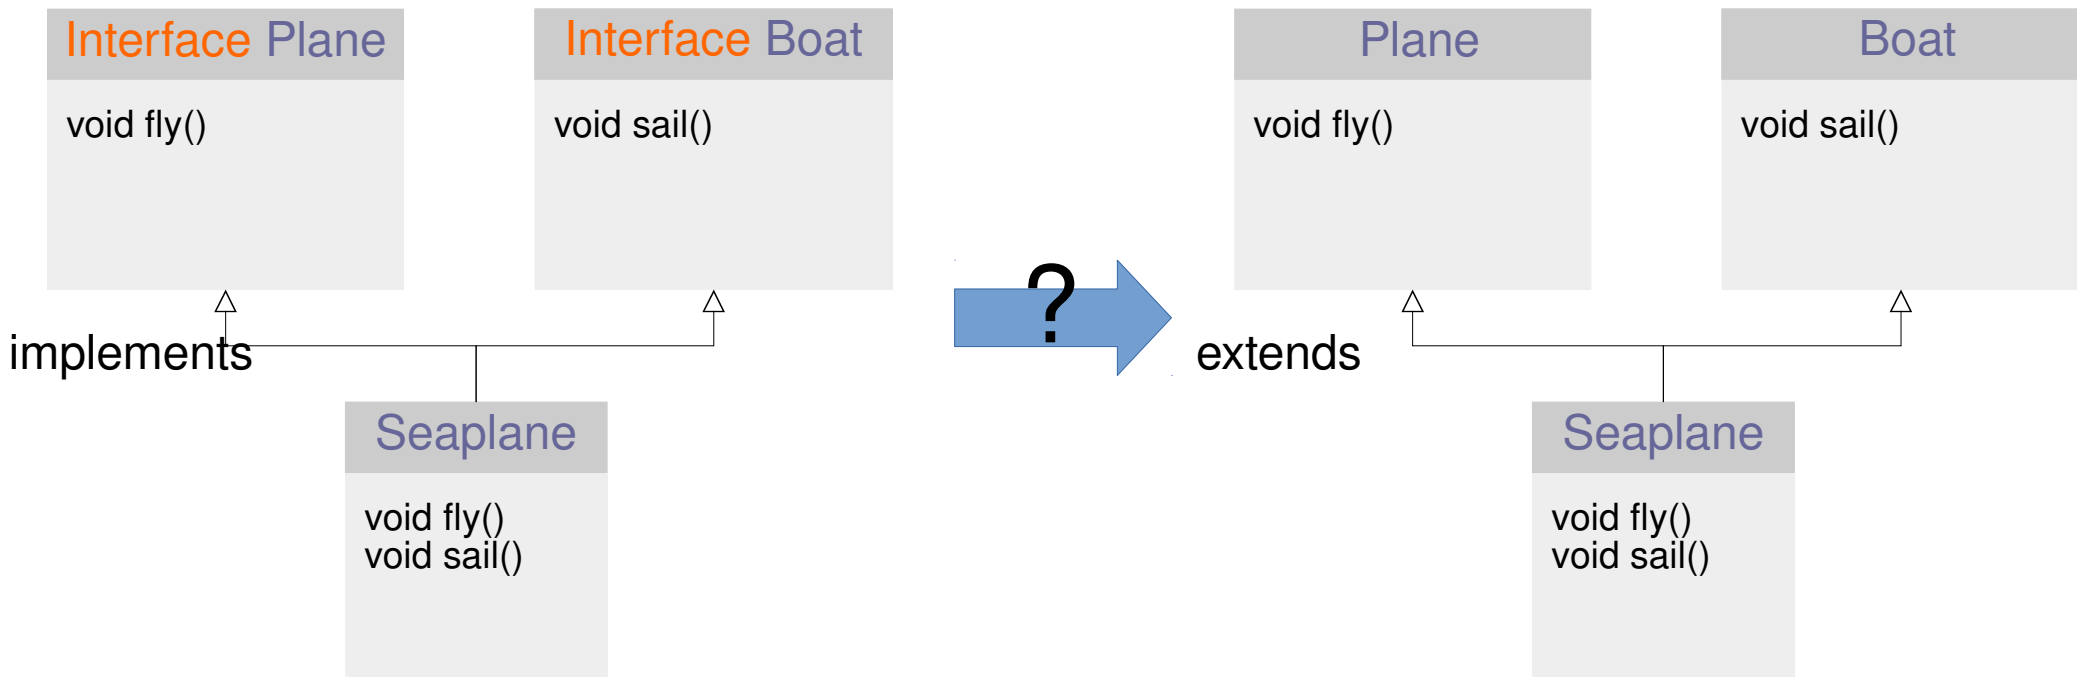 Interface Plane
void fly()
Interface Boat
void sail()
implements
Seaplane
void fly()
void sail()
?
Plane
void fly()
Boat
void sail()
extends
Seaplane
void fly()
void sail()